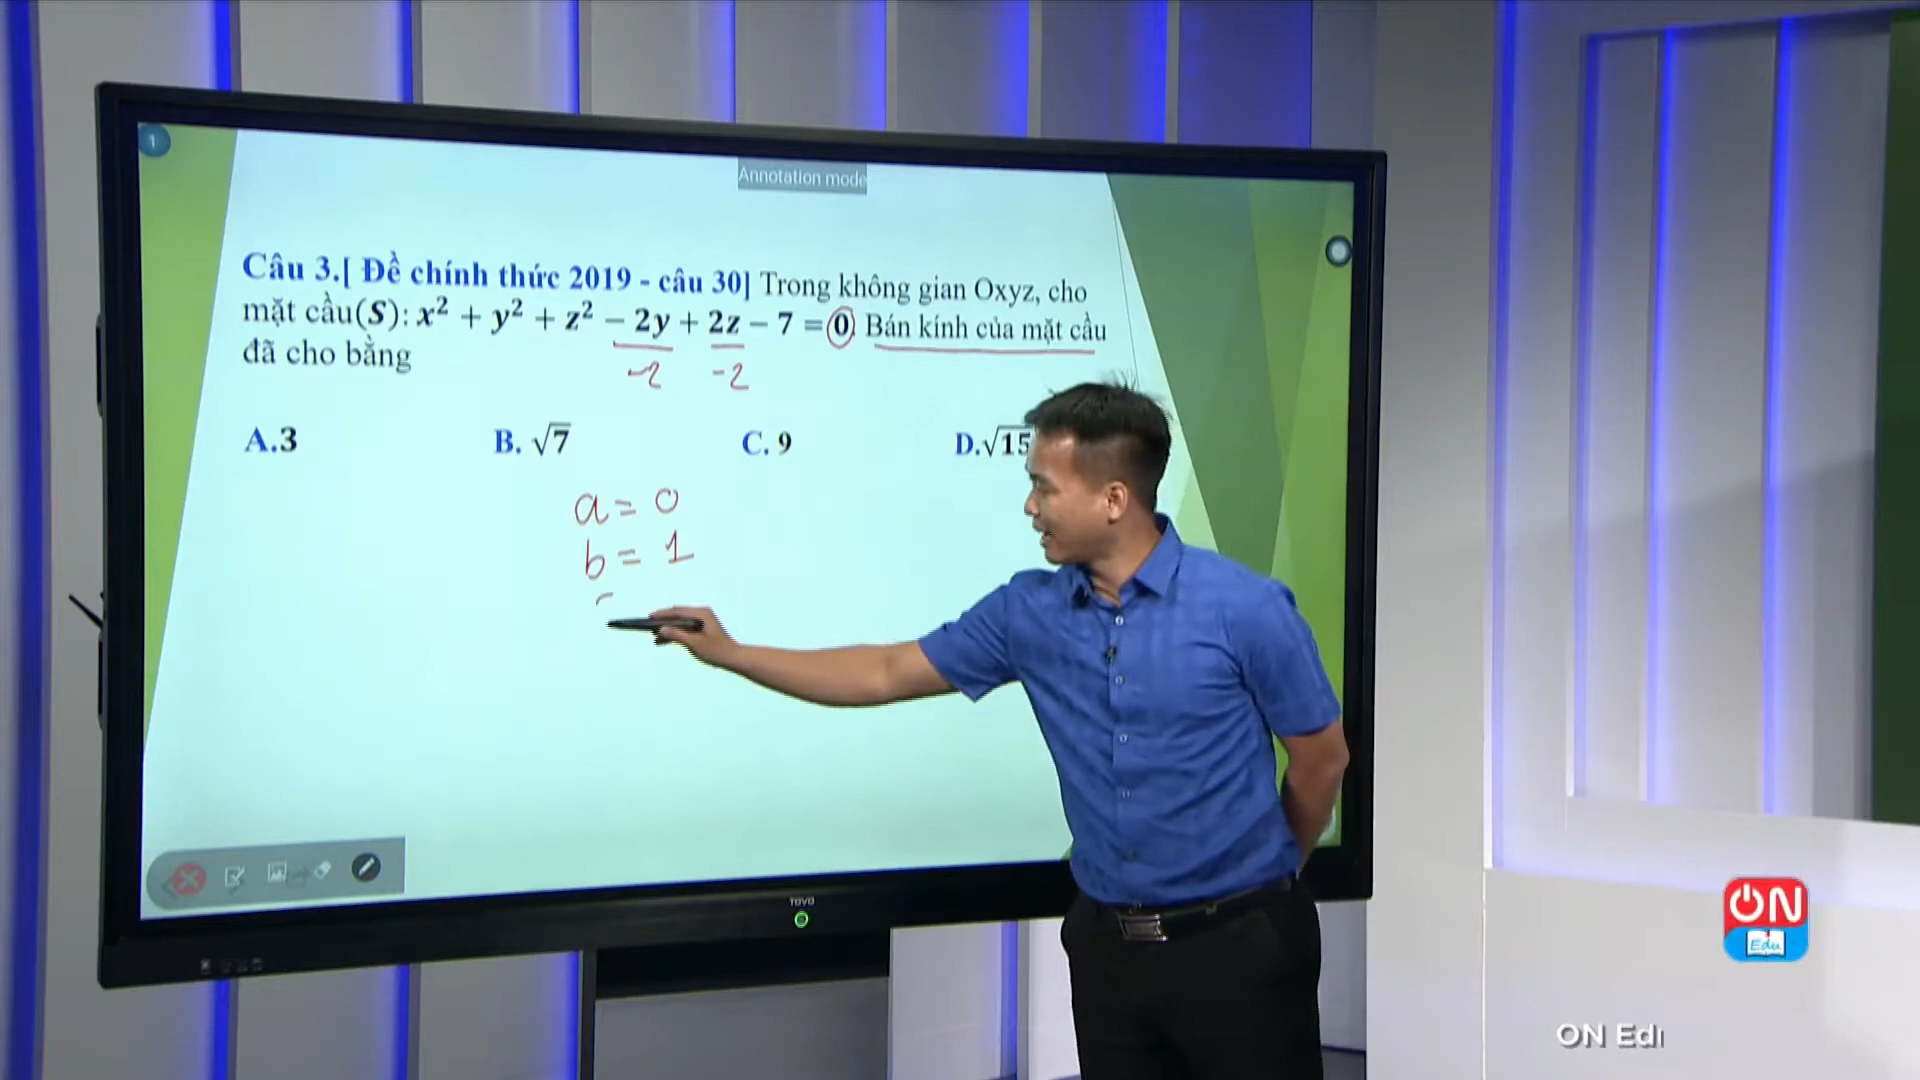 1
Annotation mode
Câu 3.[ Đề chính thức 2019 - câu 30] Trong không gian Oxyz, cho
mặt cầu(S): x² + y² + z² − 2y + 2z − 7 = 0. Bán kính của mặt cầu
đã cho bằng
-2 -2
A.3 B. √7 C. 9 D.√15
a = 0
b = 1
TOVO
ON
Edu
ON Edu